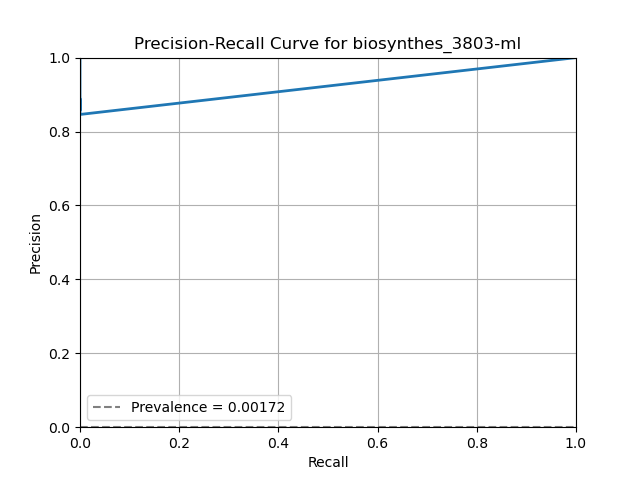 Precision-Recall Curve for biosynthes_3803-ml
1.0
0.8
0.6
0.4
0.2
0.0
Precision
Prevalence = 0.00172
0.0 0.2 0.4 0.6 0.8 1.0
Recall